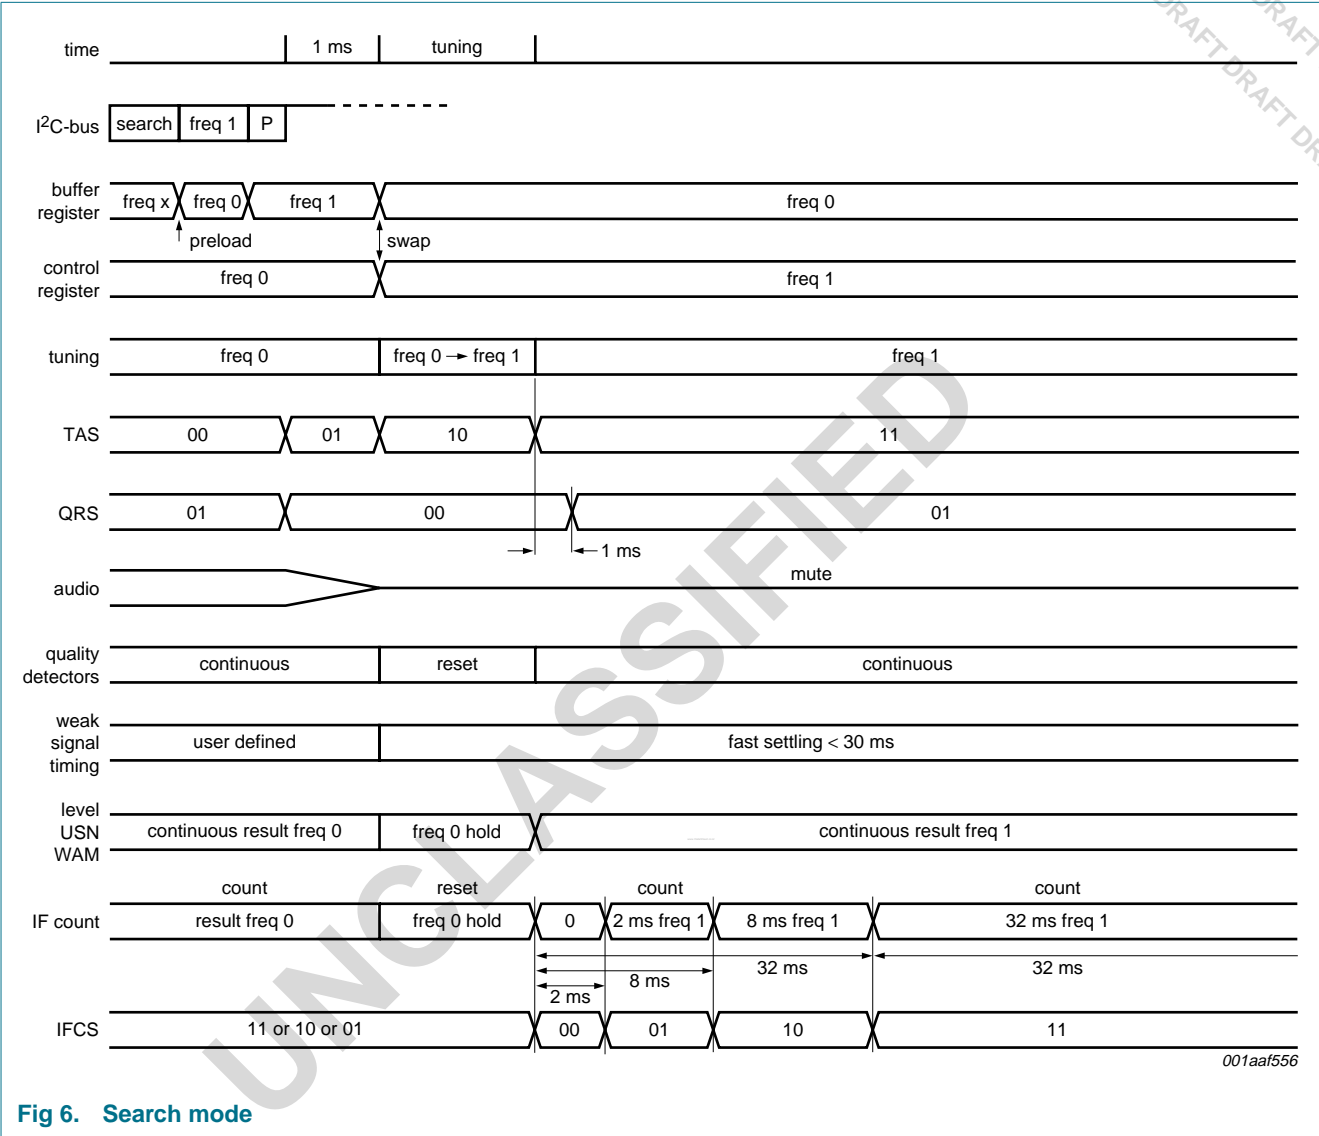 DRAFT DRAFT DR
DRAFT
time 1 ms tuning
I2C-bus search freq 1 P
buffer
register freq x freq 0 freq 1 freq 0
preload swap
control
register freq 0 freq 1
tuning freq 0 freq 0 → freq 1 freq 1
TAS 00 01 10 11
QRS 01 00 01
1 ms
audio mute
quality
detectors continuous reset continuous
weak
signal
timing user defined fast settling < 30 ms
level
USN
WAM continuous result freq 0 freq 0 hold continuous result freq 1
count reset count count
IF count result freq 0 freq 0 hold 0 2 ms freq 1 8 ms freq 1 32 ms freq 1
32 ms 32 ms
8 ms
2 ms
IFCS 11 or 10 or 01 00 01 10 11
001aaf556
UNCLASSIFIED
Fig 6. Search mode